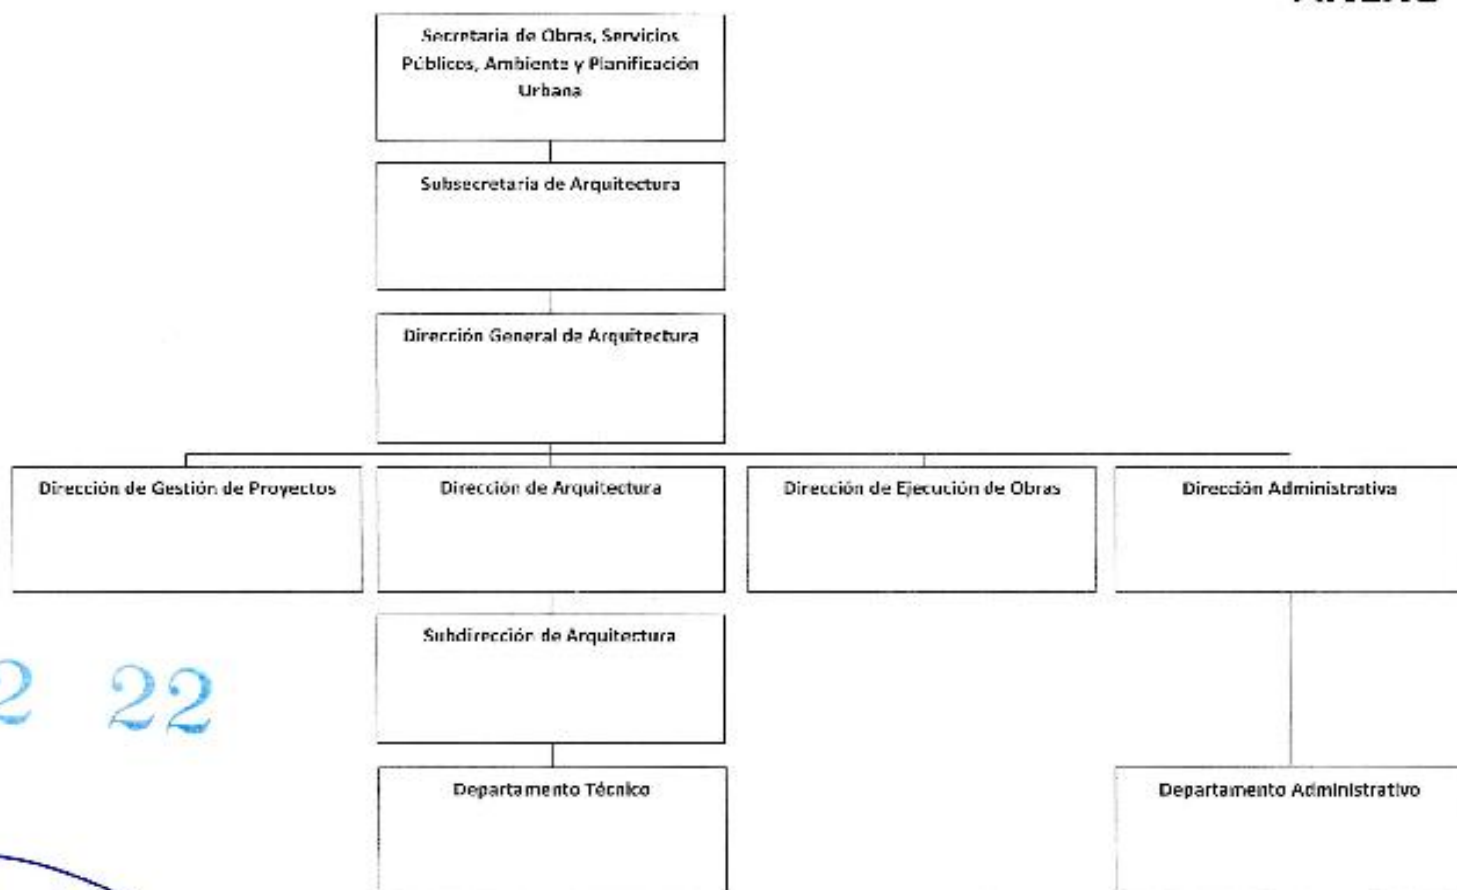 Secretaria de Obras, Servicios
Públicos, Ambiente y Planificación
Urbana
Subsecretaria de Arquitectura
Dirección General de Arquitectura
Dirección de Gestión de Proyectos
Dirección de Arquitectura
Dirección de Ejecución de Obras
Dirección Administrativa
Subdirección de Arquitectura
2 22
Departamento Técnico
Departamento Administrativo